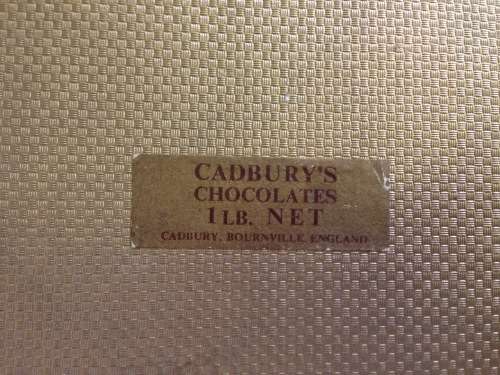 CADBURY'S
CHOCOLATES
1 LB. NET
CADBURY, BOURNVILLE, ENGLAND